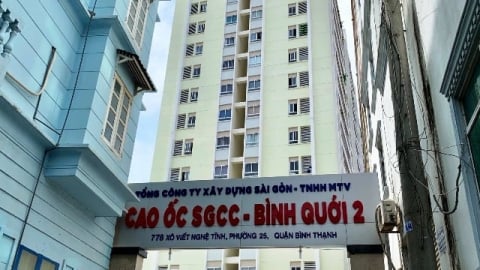 TỔNG CÔNG TY XÂY DỰNG SÀI GÒN - TNHH MTV
CAO ỐC SGCC - BÌNH QUỚI 2
778 XÔ VIẾT NGHỆ TĨNH, PHƯỜNG 25, QUẬN BÌNH THẠNH